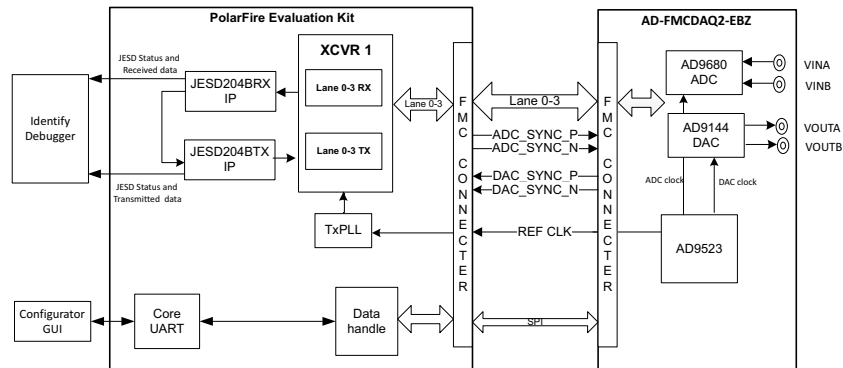 PolarFire Evaluation Kit
AD-FMCDAQ2-EBZ
JESD Status and
Received data
JESD204BRX
IP
XCVR 1
Lane 0-3 RX
Lane 0-3 TX
Lane 0-3
Identify
Debugger
JESD204BTX
IP
JESD Status and
Transmitted data
TxPLL
FMC CONNECTER
Lane 0-3
ADC_SYNC_P
ADC_SYNC_N
DAC_SYNC_P
DAC_SYNC_N
REF CLK
SPI
FMC CONNECTER
AD9680
ADC
VINA
VINB
AD9144
DAC
VOUTA
VOUTB
ADC clock
DAC clock
AD9523
Configurator
GUI
Core
UART
Data
handle